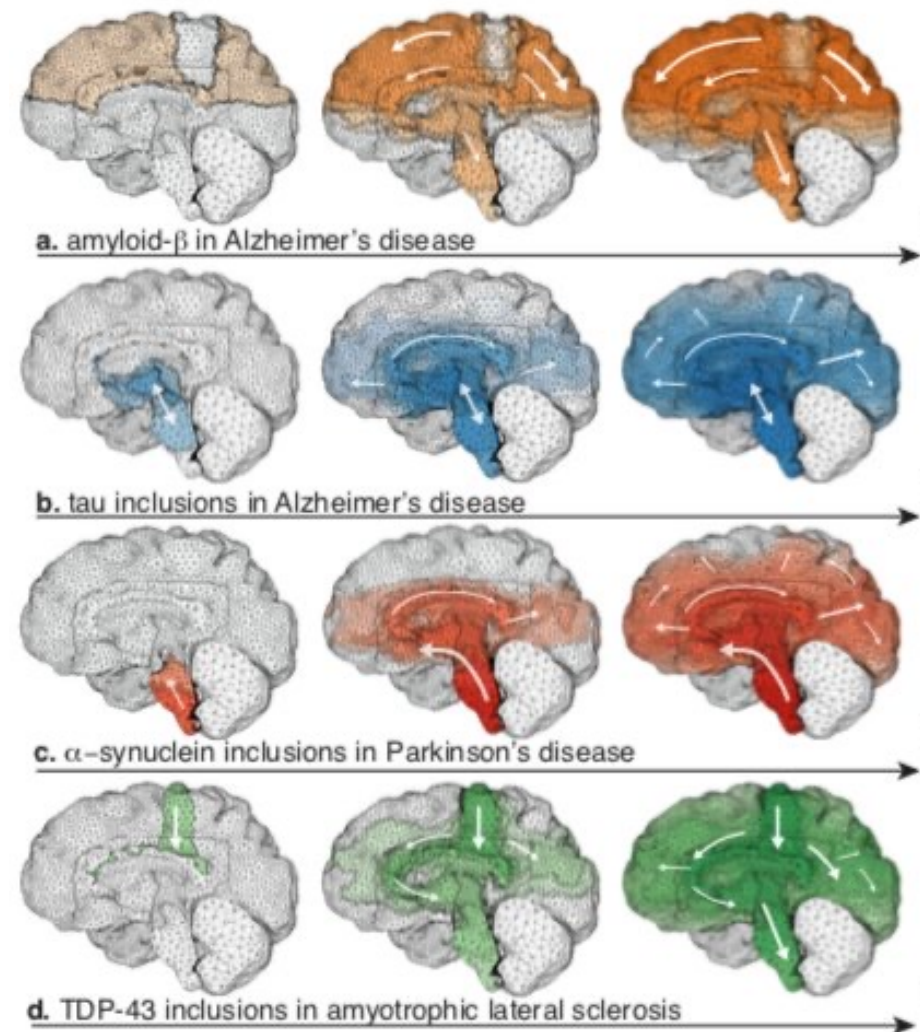 a. amyloid-β in Alzheimer's disease
b. tau inclusions in Alzheimer's disease
c. α–synuclein inclusions in Parkinson's disease
d. TDP-43 inclusions in amyotrophic lateral sclerosis